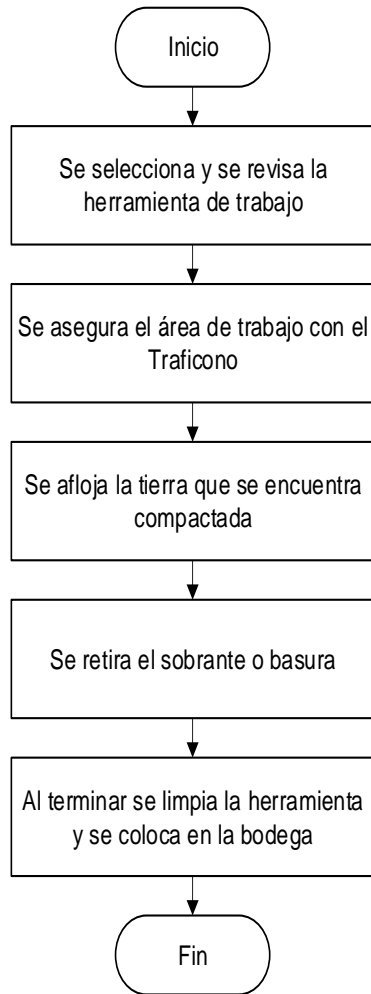 Inicio
Se selecciona y se revisa la
herramienta de trabajo
Se asegura el área de trabajo con el
Traficono
Se afloja la tierra que se encuentra
compactada
Se retira el sobrante o basura
Al terminar se limpia la herramienta
y se coloca en la bodega
Fin